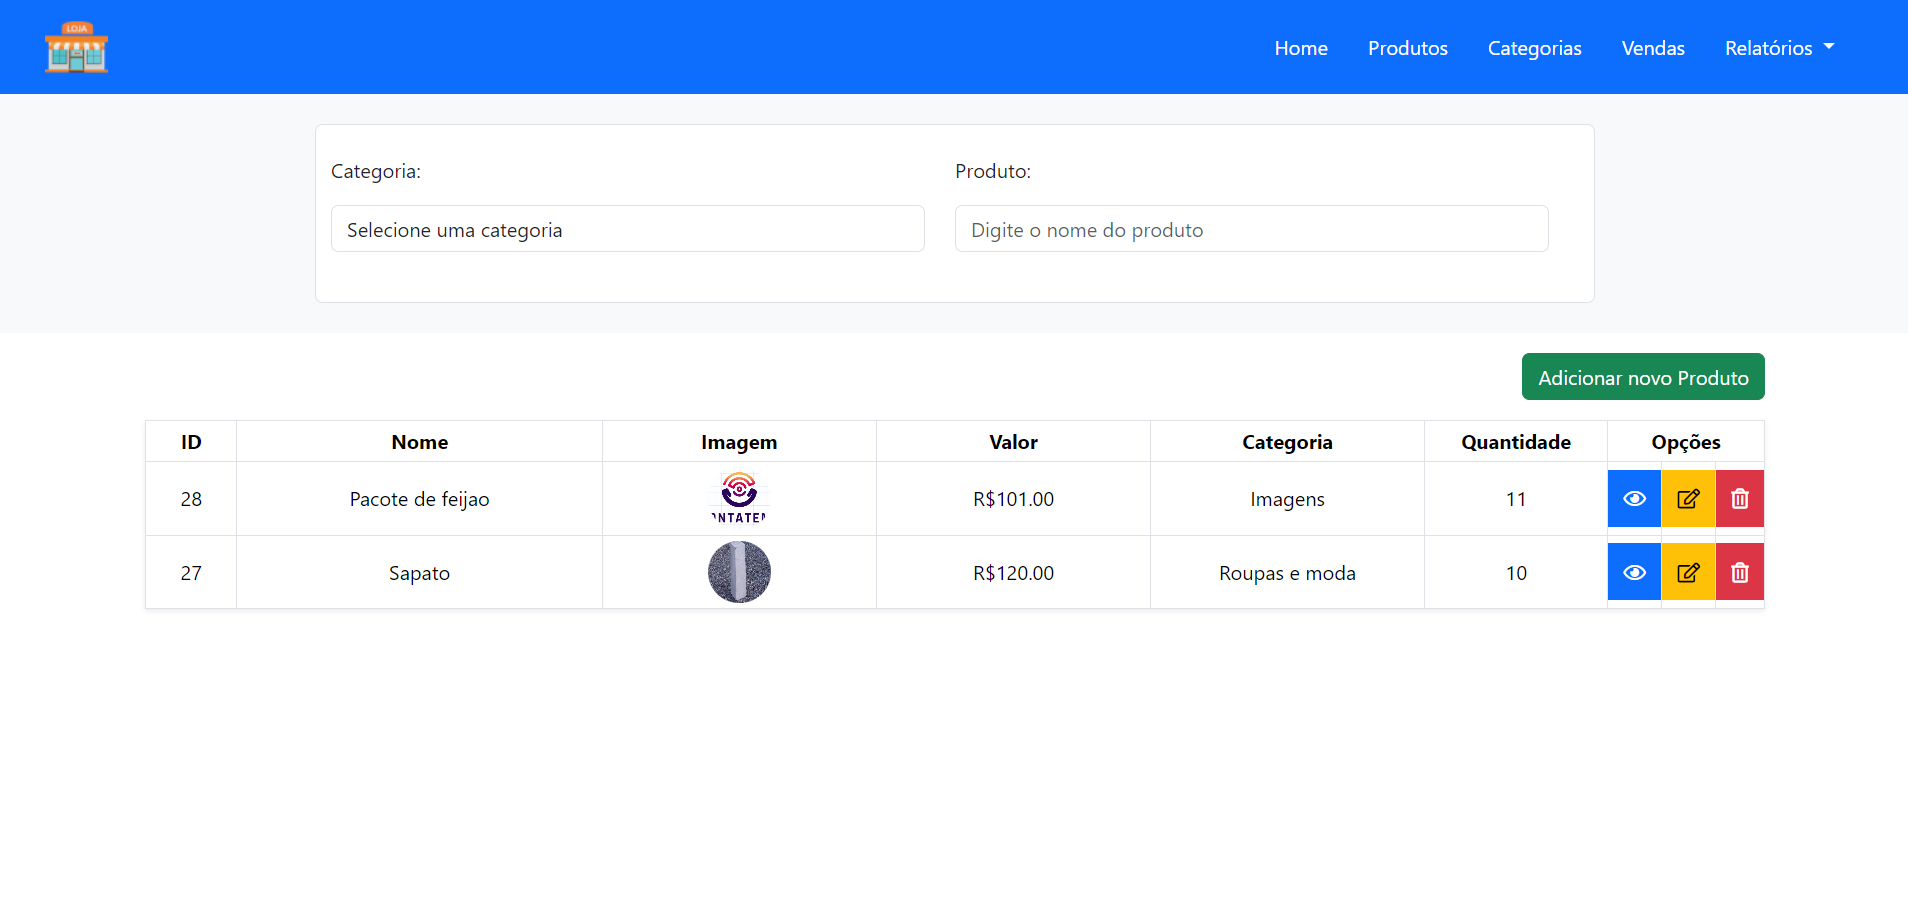 LOJA
Home Produtos Categorias Vendas Relatórios
Categoria: Produto:
Selecione uma categoria Digite o nome do produto
Adicionar novo Produto
ID Nome Imagem Valor Categoria Quantidade Opções
28 Pacote de feijao R$101.00 Imagens 11
27 Sapato R$120.00 Roupas e moda 10